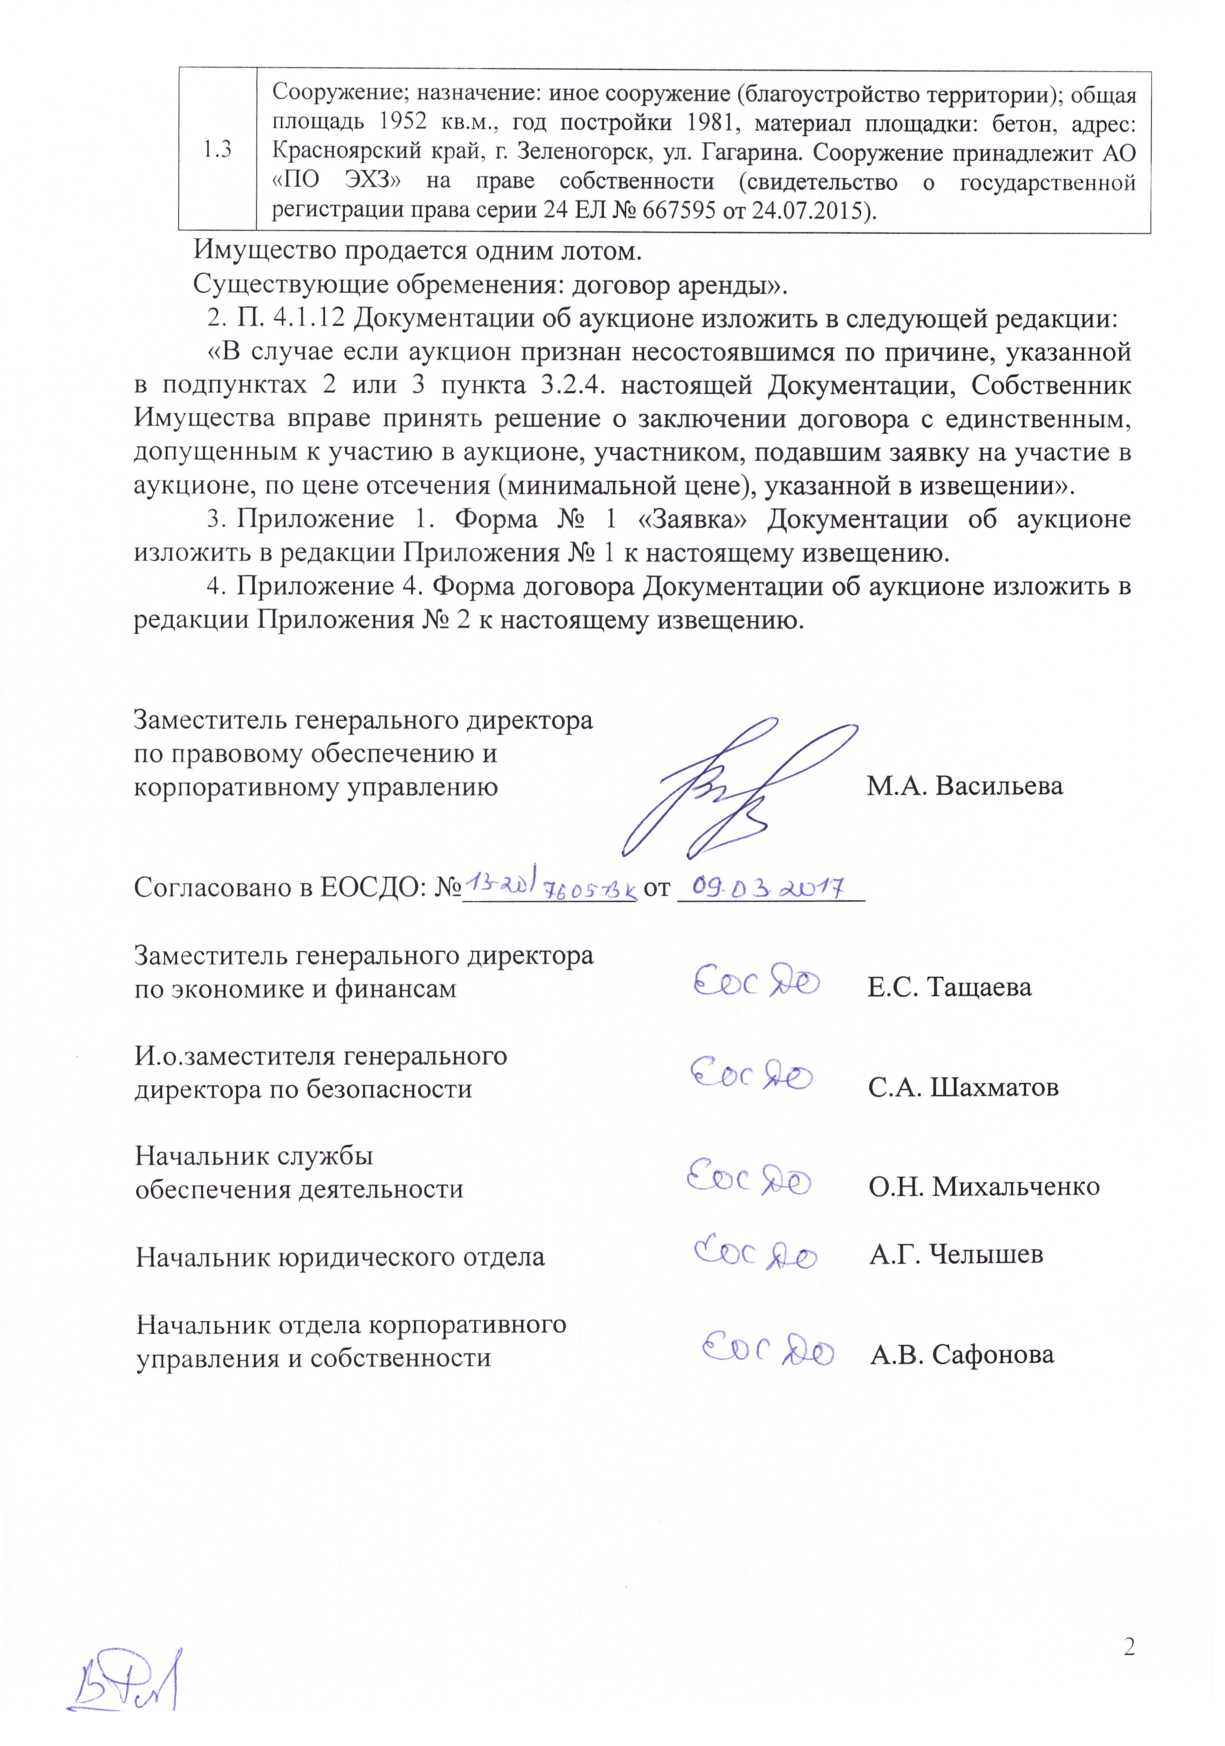 Сооружение; назначение: иное сооружение (благоустройство территории); общая
площадь 1952 кв.м., год постройки 1981, материал площадки: бетон, адрес:
1.3 Красноярский край, г. Зеленогорск, ул. Гагарина. Сооружение принадлежит АО
«ПО ЭХЗ» на праве собственности (свидетельство о государственной
регистрации права серии 24 ЕЛ № 667595 от 24.07.2015).
Имущество продается одним лотом.
Существующие обременения: договор аренды».
2. П. 4.1.12 Документации об аукционе изложить в следующей редакции:
«В случае если аукцион признан несостоявшимся по причине, указанной
в подпунктах 2 или 3 пункта 3.2.4. настоящей Документации, Собственник
Имущества вправе принять решение о заключении договора с единственным,
допущенным к участию в аукционе, участником, подавшим заявку на участие в
аукционе, по цене отсечения (минимальной цене), указанной в извещении».
3. Приложение 1. Форма № 1 «Заявка» Документации об аукционе
изложить в редакции Приложения № 1 к настоящему извещению.
4. Приложение 4. Форма договора Документации об аукционе изложить в
редакции Приложения № 2 к настоящему извещению.
Заместитель генерального директора
по правовому обеспечению и
корпоративному управлению М.А. Васильева
Согласовано в ЕОСДО: № 13-20/7605-ВК от 09.03.2017
Заместитель генерального директора
по экономике и финансам ЕОСДО Е.С. Тащаева
И.о.заместителя генерального
директора по безопасности ЕОСДО С.А. Шахматов
Начальник службы
обеспечения деятельности ЕОСДО О.Н. Михальченко
Начальник юридического отдела ЕОСДО А.Г. Челышев
Начальник отдела корпоративного
управления и собственности ЕОСДО А.В. Сафонова
2